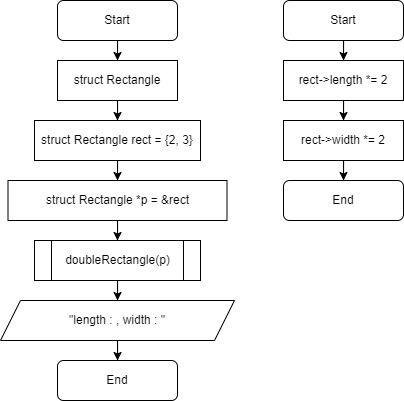 Start
struct Rectangle
struct Rectangle rect = {2, 3}
struct Rectangle *p = &rect
doubleRectangle(p)
"length : , width : "
End
Start
rect->length *= 2
rect->width *= 2
End